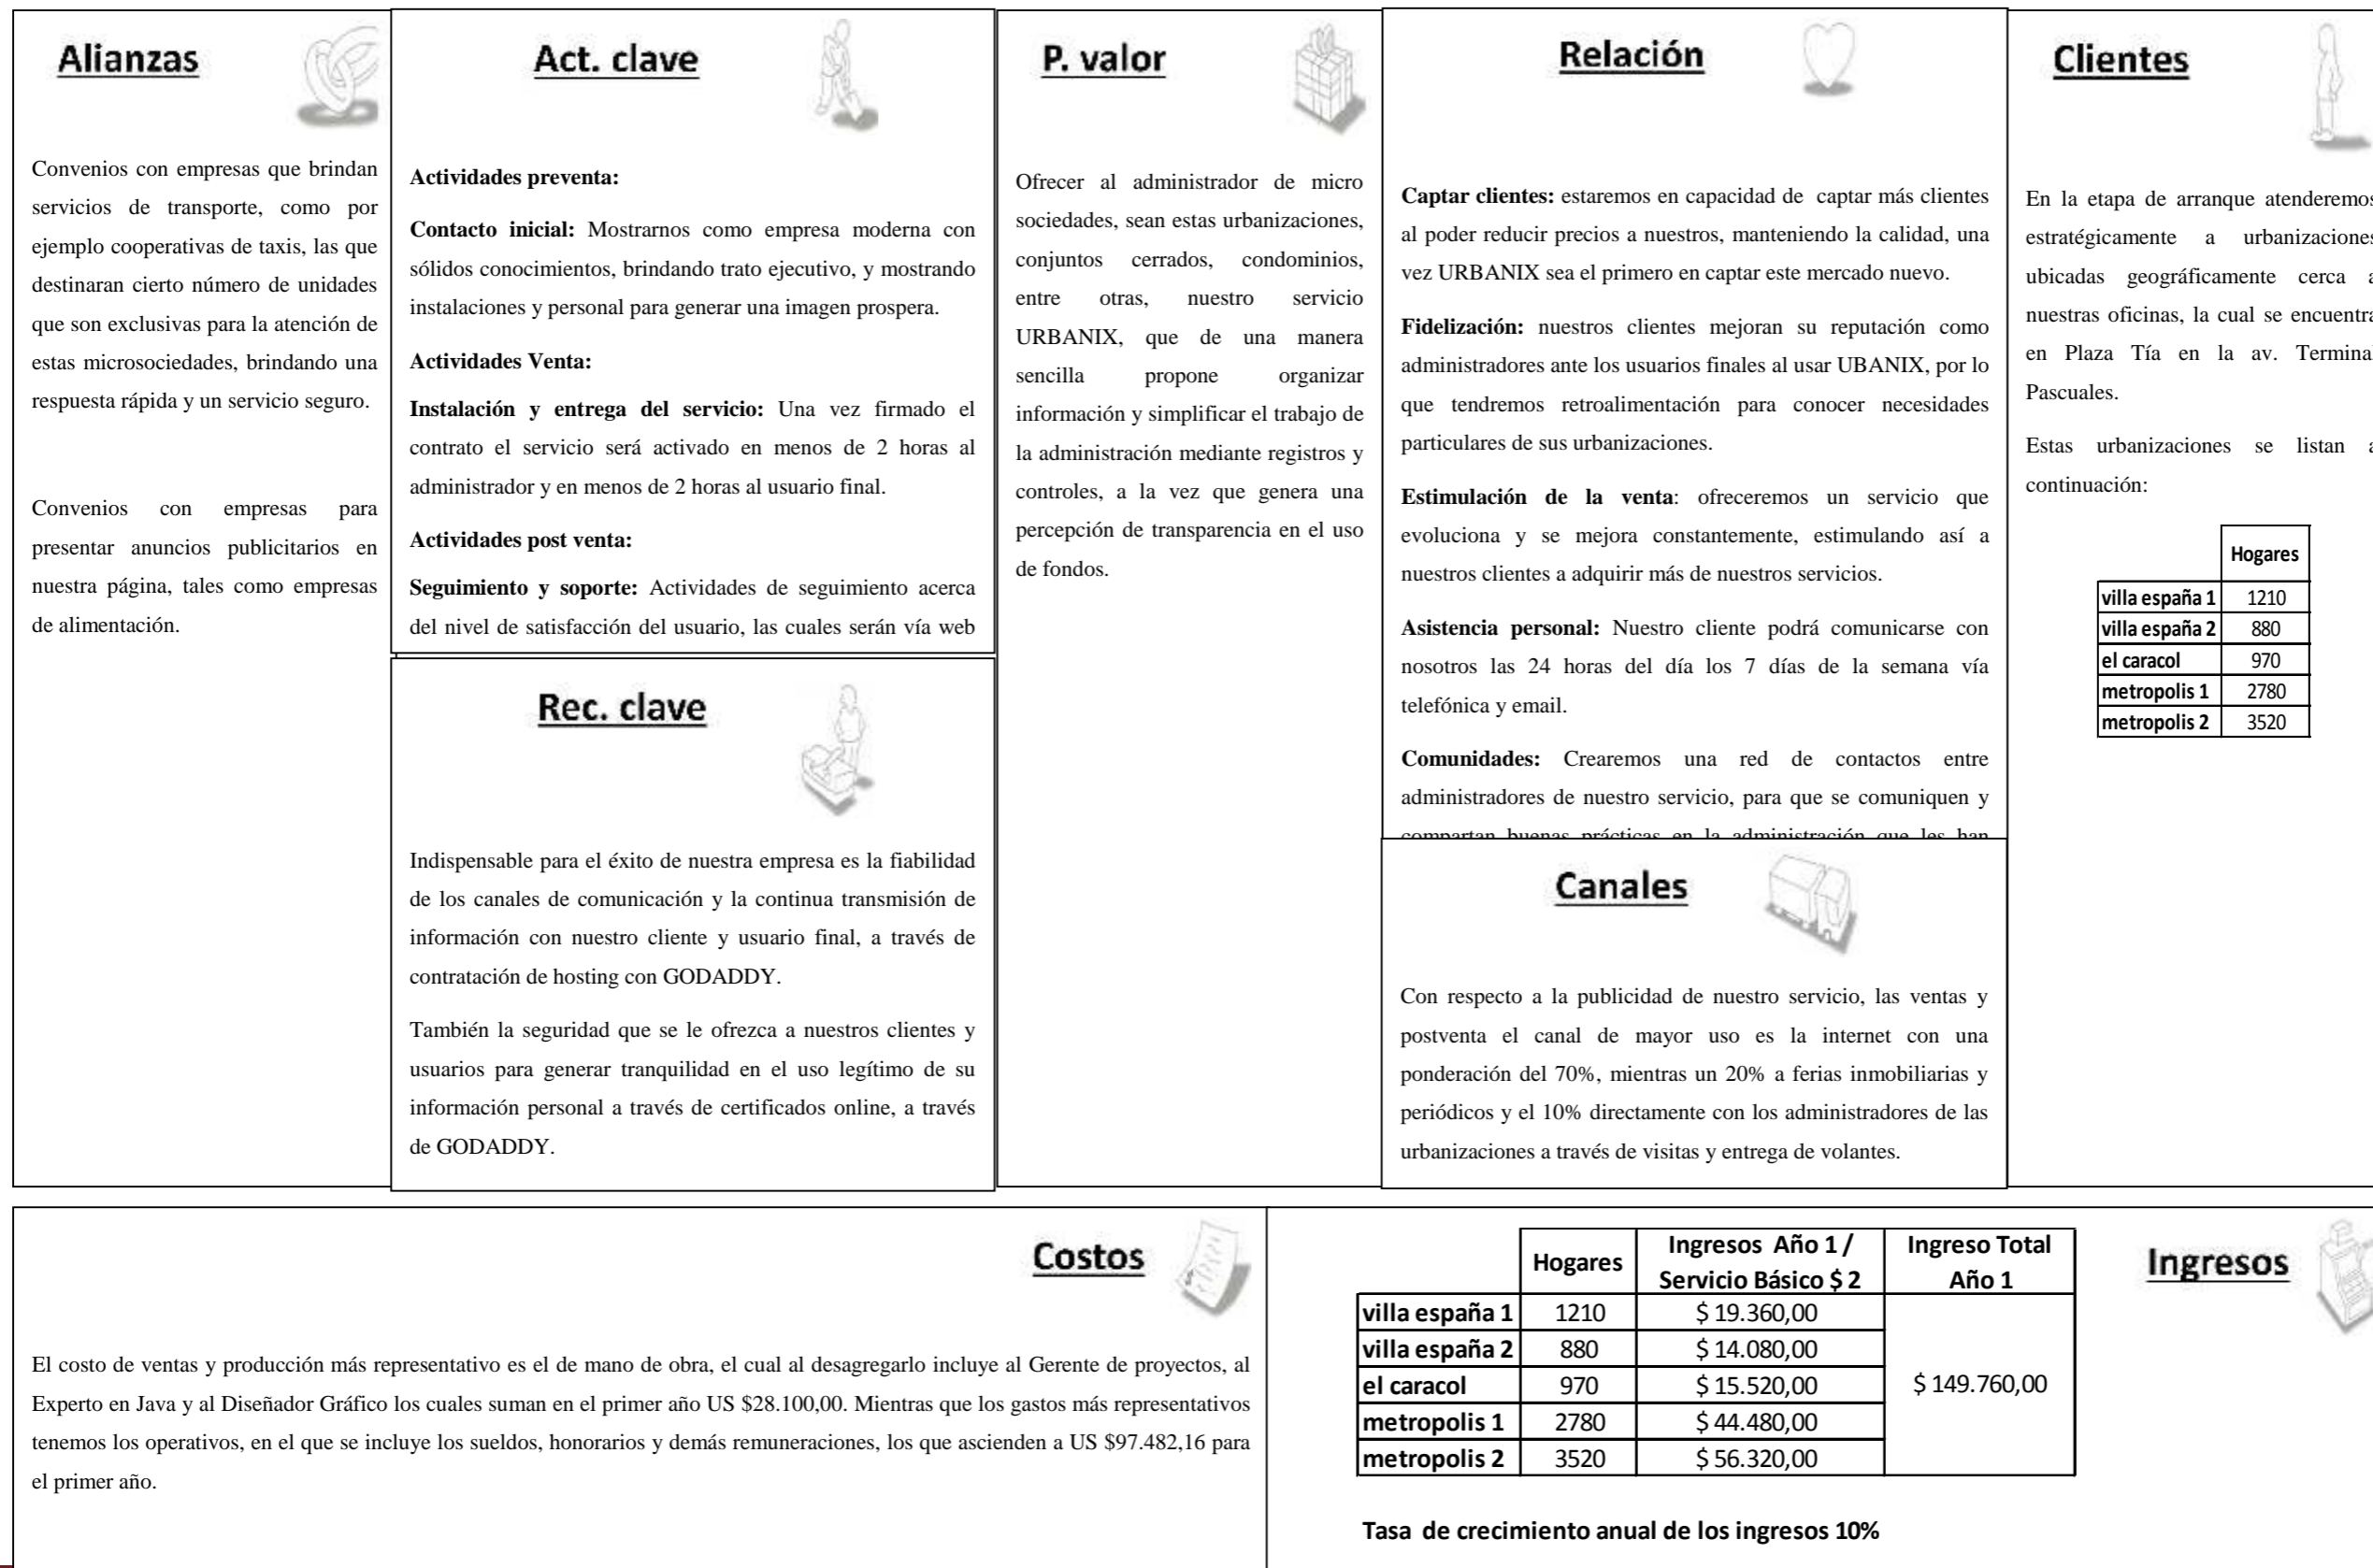 Alianzas
Convenios con empresas que brindan
servicios de transporte, como por
ejemplo cooperativas de taxis, las que
destinaran cierto número de unidades
que son exclusivas para la atención de
estas microsociedades, brindando una
respuesta rápida y un servicio seguro.
Convenios con empresas para
presentar anuncios publicitarios en
nuestra página, tales como empresas
de alimentación.
Act. clave
Actividades preventa:
Contacto inicial: Mostrarnos como empresa moderna con
sólidos conocimientos, brindando trato ejecutivo, y mostrando
instalaciones y personal para generar una imagen prospera.
Actividades Venta:
Instalación y entrega del servicio: Una vez firmado el
contrato el servicio será activado en menos de 2 horas al
administrador y en menos de 2 horas al usuario final.
Actividades post venta:
Seguimiento y soporte: Actividades de seguimiento acerca
del nivel de satisfacción del usuario, las cuales serán vía web
Rec. clave
Indispensable para el éxito de nuestra empresa es la fiabilidad
de los canales de comunicación y la continua transmisión de
información con nuestro cliente y usuario final, a través de
contratación de hosting con GODADDY.
También la seguridad que se le ofrezca a nuestros clientes y
usuarios para generar tranquilidad en el uso legítimo de su
información personal a través de certificados online, a través
de GODADDY.
P. valor
Ofrecer al administrador de micro
sociedades, sean estas urbanizaciones,
conjuntos cerrados, condominios,
entre otras, nuestro servicio
URBANIX, que de una manera
sencilla propone organizar
información y simplificar el trabajo de
la administración mediante registros y
controles, a la vez que genera una
percepción de transparencia en el uso
de fondos.
Relación
Captar clientes: estaremos en capacidad de captar más clientes
al poder reducir precios a nuestros, manteniendo la calidad, una
vez URBANIX sea el primero en captar este mercado nuevo.
Fidelización: nuestros clientes mejoran su reputación como
administradores ante los usuarios finales al usar UBANIX, por lo
que tendremos retroalimentación para conocer necesidades
particulares de sus urbanizaciones.
Estimulación de la venta: ofreceremos un servicio que
evoluciona y se mejora constantemente, estimulando así a
nuestros clientes a adquirir más de nuestros servicios.
Asistencia personal: Nuestro cliente podrá comunicarse con
nosotros las 24 horas del día los 7 días de la semana vía
telefónica y email.
Comunidades: Crearemos una red de contactos entre
administradores de nuestro servicio, para que se comuniquen y
compartan buenas prácticas en la administración que les han
Canales
Con respecto a la publicidad de nuestro servicio, las ventas y
postventa el canal de mayor uso es la internet con una
ponderación del 70%, mientras un 20% a ferias inmobiliarias y
periódicos y el 10% directamente con los administradores de las
urbanizaciones a través de visitas y entrega de volantes.
Clientes
En la etapa de arranque atenderemos
estratégicamente a urbanizaciones
ubicadas geográficamente cerca a
nuestras oficinas, la cual se encuentra
en Plaza Tía en la av. Terminal
Pascuales.
Estas urbanizaciones se listan a
continuación:
Hogares
villa españa 1 1210
villa españa 2 880
el caracol 970
metropolis 1 2780
metropolis 2 3520
Costos
El costo de ventas y producción más representativo es el de mano de obra, el cual al desagregarlo incluye al Gerente de proyectos, al
Experto en Java y al Diseñador Gráfico los cuales suman en el primer año US $28.100,00. Mientras que los gastos más representativos
tenemos los operativos, en el que se incluye los sueldos, honorarios y demás remuneraciones, los que ascienden a US $97.482,16 para
el primer año.
Ingresos
Hogares Ingresos Año 1 / Ingreso Total
Servicio Básico $ 2 Año 1
villa españa 1 1210 $ 19.360,00
villa españa 2 880 $ 14.080,00
el caracol 970 $ 15.520,00 $ 149.760,00
metropolis 1 2780 $ 44.480,00
metropolis 2 3520 $ 56.320,00
Tasa de crecimiento anual de los ingresos 10%